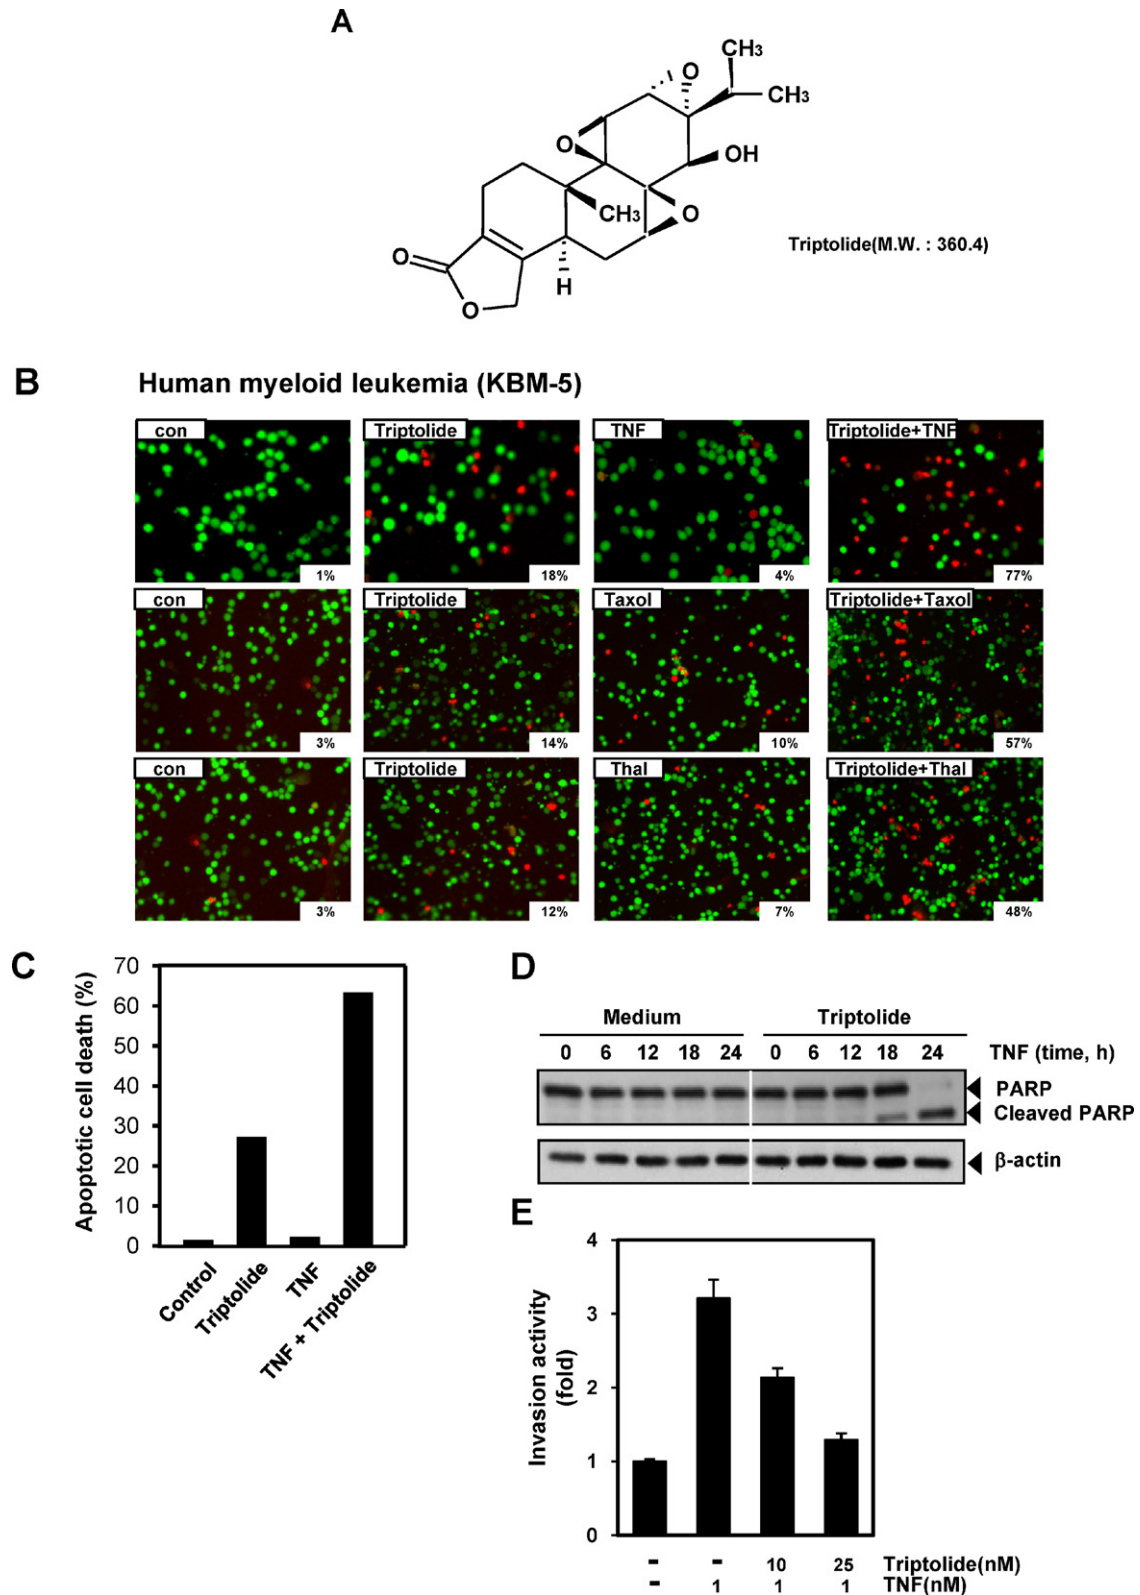 A
CH3
O
CH3
O
OH
CH3
O
O
H
O
Triptolide(M.W. : 360.4)
B
Human myeloid leukemia (KBM-5)
con
Triptolide
TNF
Triptolide+TNF
1%
18%
4%
77%
con
Triptolide
Taxol
Triptolide+Taxol
3%
14%
10%
57%
con
Triptolide
Thal
Triptolide+Thal
3%
12%
7%
48%
C
Apoptotic cell death (%)
70
60
50
40
30
20
10
0
Control
Triptolide
TNF
TNF + Triptolide
D
Medium Triptolide
0 6 12 18 24 0 6 12 18 24 TNF (time, h)
PARP
Cleaved PARP
β-actin
E
Invasion activity
(fold)
4
3
2
1
0
- - 10 25 Triptolide(nM)
- 1 1 1 TNF(nM)